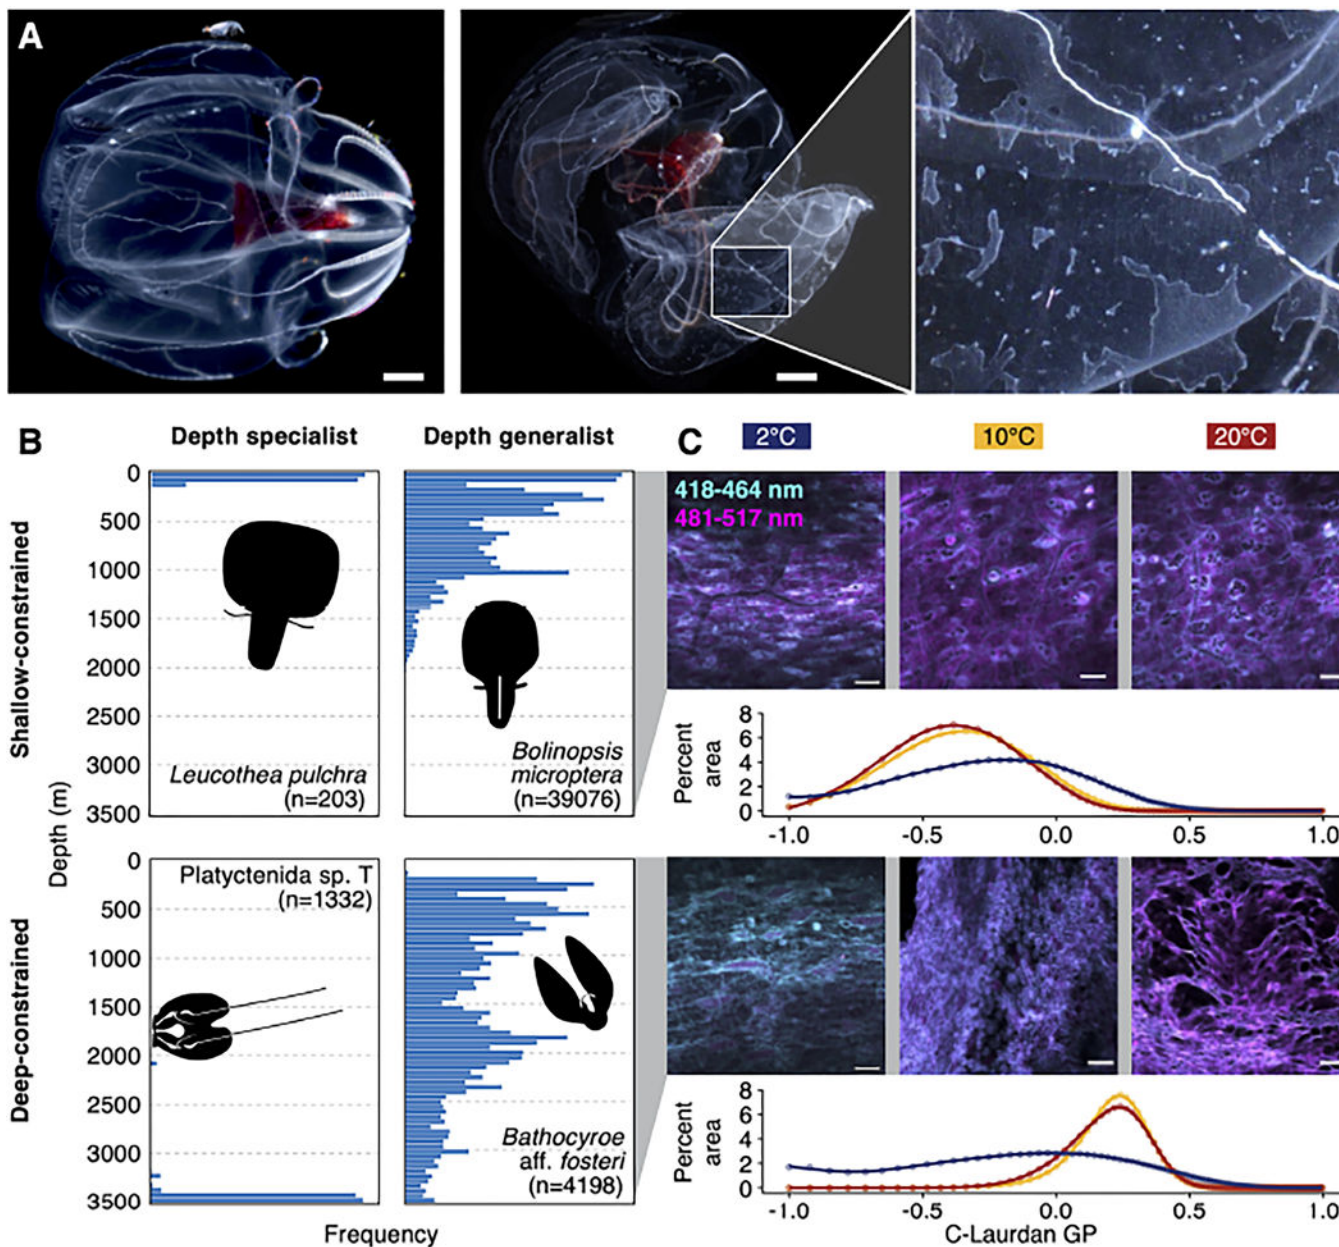 A
B
Depth specialist
Depth generalist
C
2°C
10°C
20°C
Shallow-constrained
Deep-constrained
Depth (m)
0
500
1000
1500
2000
2500
3000
3500
Leucothea pulchra
(n=203)
Bolinopsis
microptera
(n=39076)
418-464 nm
481-517 nm
Percent
area
8
6
4
2
0
-1.0
-0.5
0.0
0.5
1.0
0
500
1000
1500
2000
2500
3000
3500
Platyctenida sp. T
(n=1332)
Bathocyroe
aff. fosteri
(n=4198)
Frequency
Percent
area
8
6
4
2
0
-1.0
-0.5
0.0
0.5
1.0
C-Laurdan GP